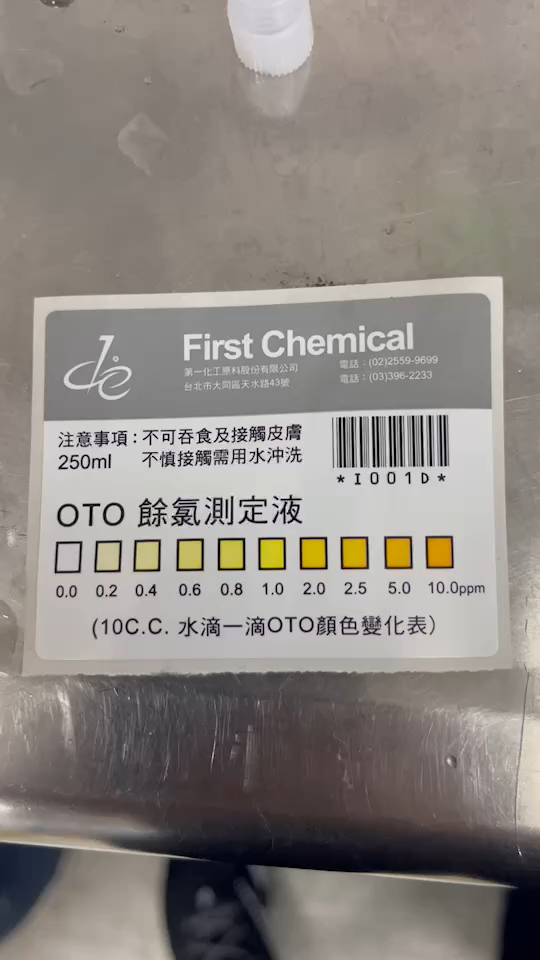 First Chemical
第一化工原料股份有限公司
台北市大同區天水路43號
電話：(02)2559-9699
電話：(03)396-2233
注意事項：不可吞食及接觸皮膚
250ml 不慎接觸需用水沖洗
*I001D*
OTO 餘氯測定液
0.0 0.2 0.4 0.6 0.8 1.0 2.0 2.5 5.0 10.0ppm
(10C.C. 水滴一滴OTO顏色變化表)